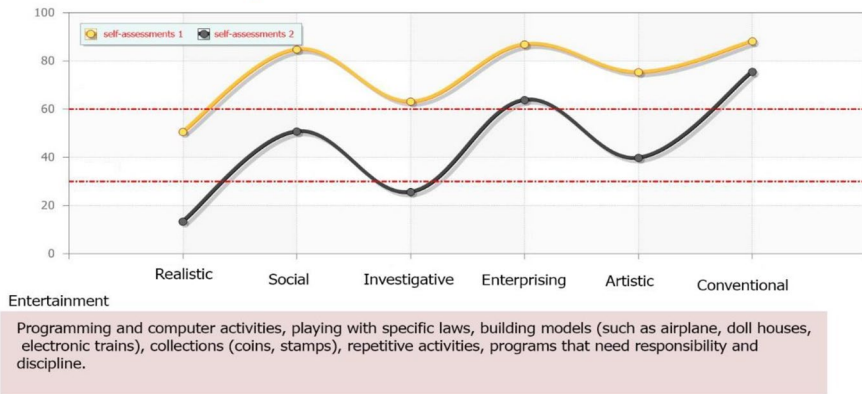 100
self-assessments 1 self-assessments 2
80
60
40
20
0
Realistic Social Investigative Enterprising Artistic Conventional
Entertainment
Programming and computer activities, playing with specific laws, building models (such as airplane, doll houses,
electronic trains), collections (coins, stamps), repetitive activities, programs that need responsibility and
discipline.